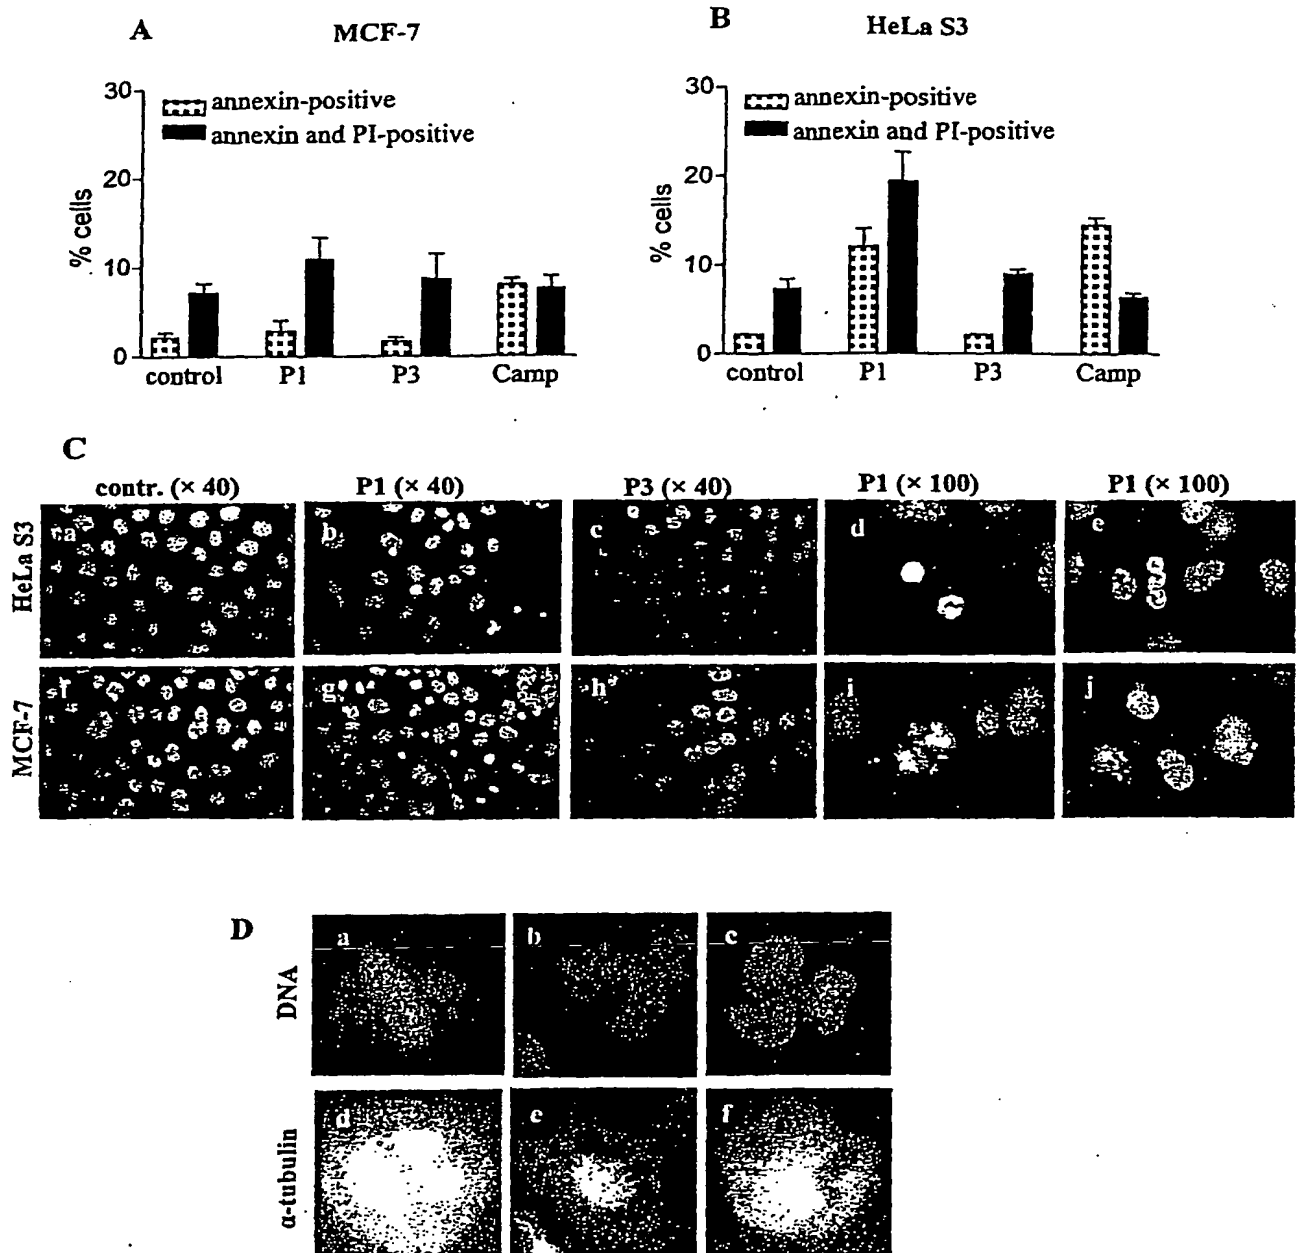 A
MCF-7
30
20
10
0
% cells
annexin-positive
annexin and PI-positive
control P1 P3 Camp
B
HeLa S3
30
20
10
0
% cells
annexin-positive
annexin and PI-positive
control P1 P3 Camp
C
contr. (× 40) P1 (× 40) P3 (× 40) P1 (× 100) P1 (× 100)
HeLa S3
a b c d e
MCF-7
f g h i j
D
DNA
a b c
α-tubulin
d e f